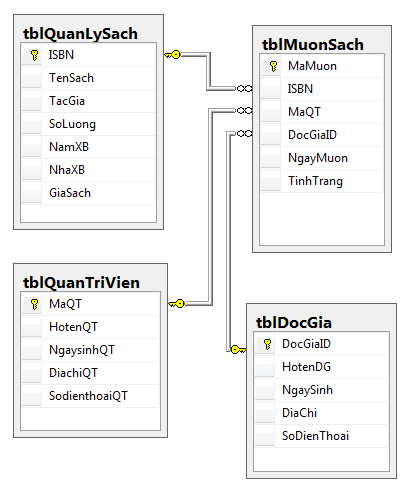 tblQuanLySach
ISBN
TenSach
TacGia
SoLuong
NamXB
NhaXB
GiaSach
tblMuonSach
MaMuon
ISBN
MaQT
DocGiaID
NgayMuon
TinhTrang
tblQuanTriVien
MaQT
HotenQT
NgaysinhQT
DiachiQT
SodienthoaiQT
tblDocGia
DocGiaID
HotenDG
NgaySinh
DiaChi
SoDienThoai